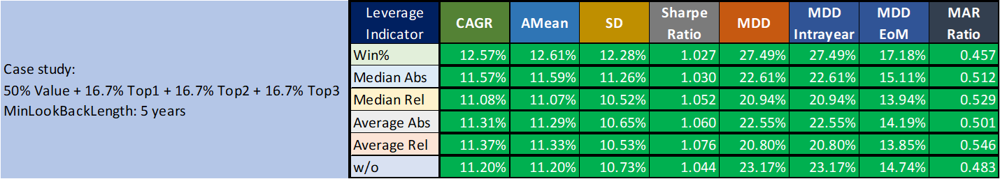 Case study:
50% Value + 16.7% Top1 + 16.7% Top2 + 16.7% Top3
MinLookBackLength: 5 years
Leverage Indicator CAGR AMean SD Sharpe Ratio MDD MDD Intrayear MDD EoM MAR Ratio
Win% 12.57% 12.61% 12.28% 1.027 27.49% 27.49% 17.18% 0.457
Median Abs 11.57% 11.59% 11.26% 1.030 22.61% 22.61% 15.11% 0.512
Median Rel 11.08% 11.07% 10.52% 1.052 20.94% 20.94% 13.94% 0.529
Average Abs 11.31% 11.29% 10.65% 1.060 22.55% 22.55% 14.19% 0.501
Average Rel 11.37% 11.33% 10.53% 1.076 20.80% 20.80% 13.85% 0.546
w/o 11.20% 11.20% 10.73% 1.044 23.17% 23.17% 14.74% 0.483